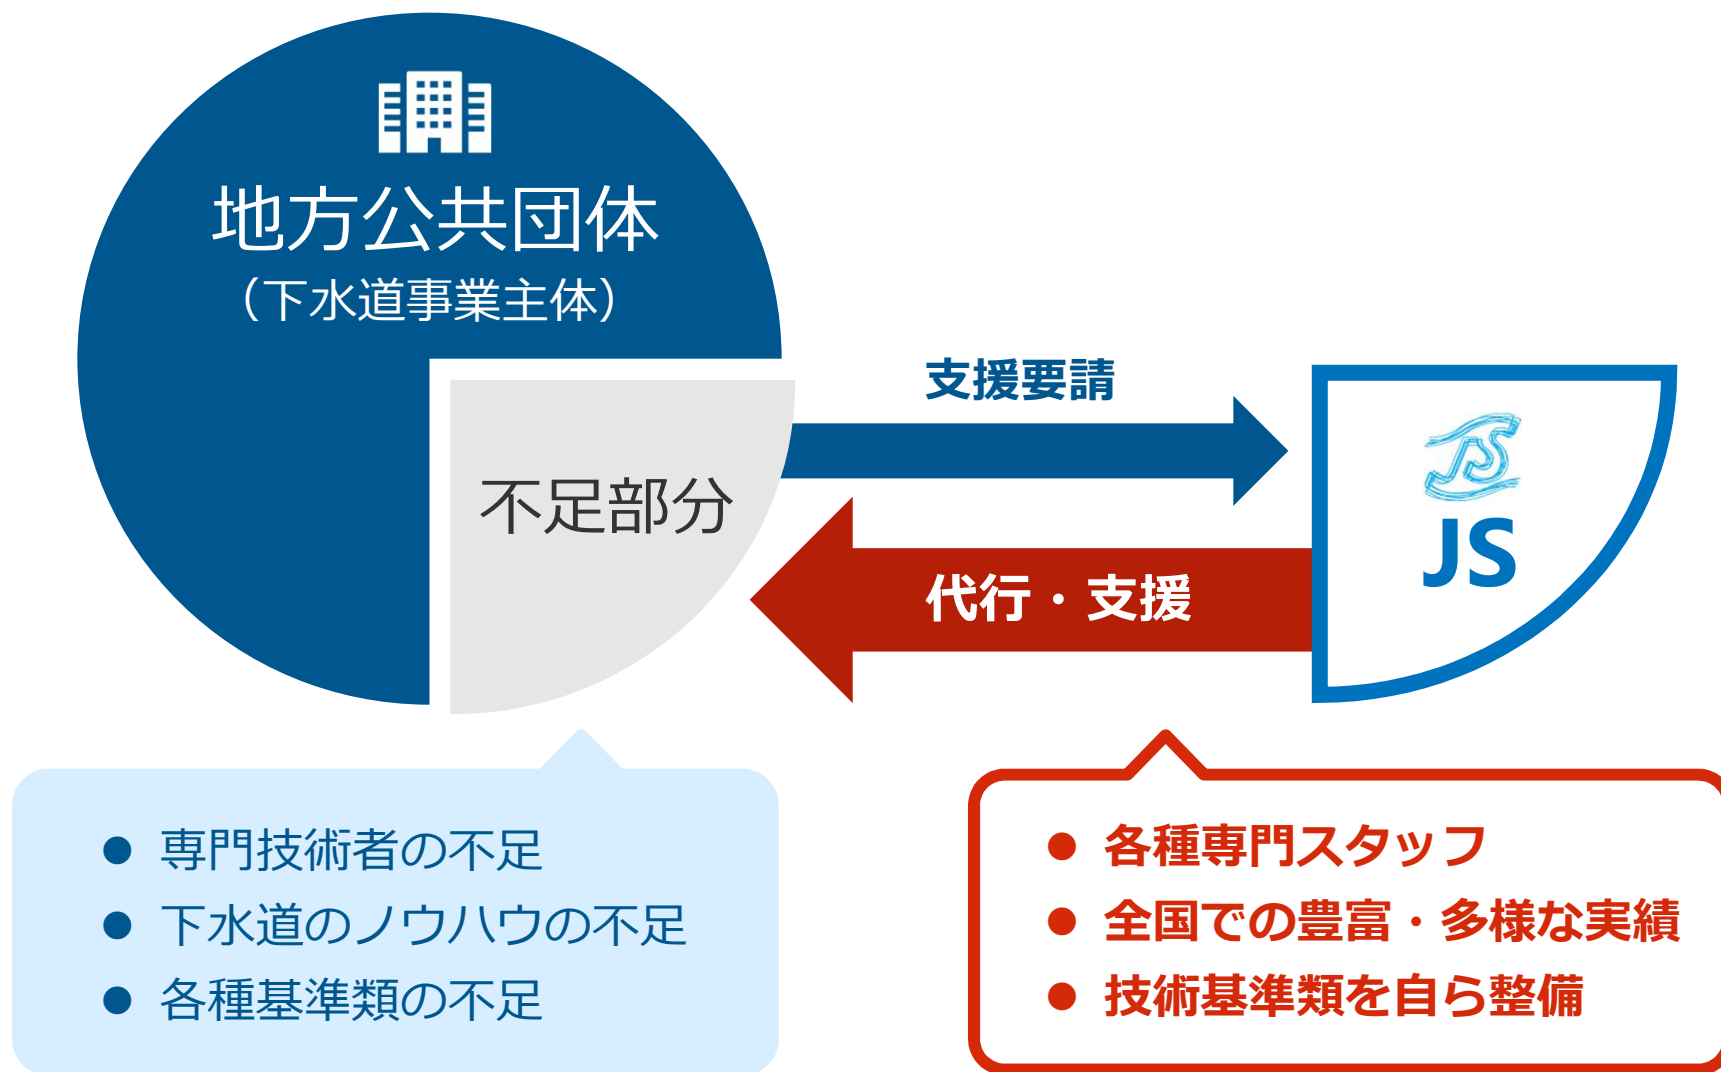 地方公共団体
（下水道事業主体）
不足部分
支援要請
代行・支援
JS
JS
● 専門技術者の不足
● 下水道のノウハウの不足
● 各種基準類の不足
● 各種専門スタッフ
● 全国での豊富・多様な実績
● 技術基準類を自ら整備